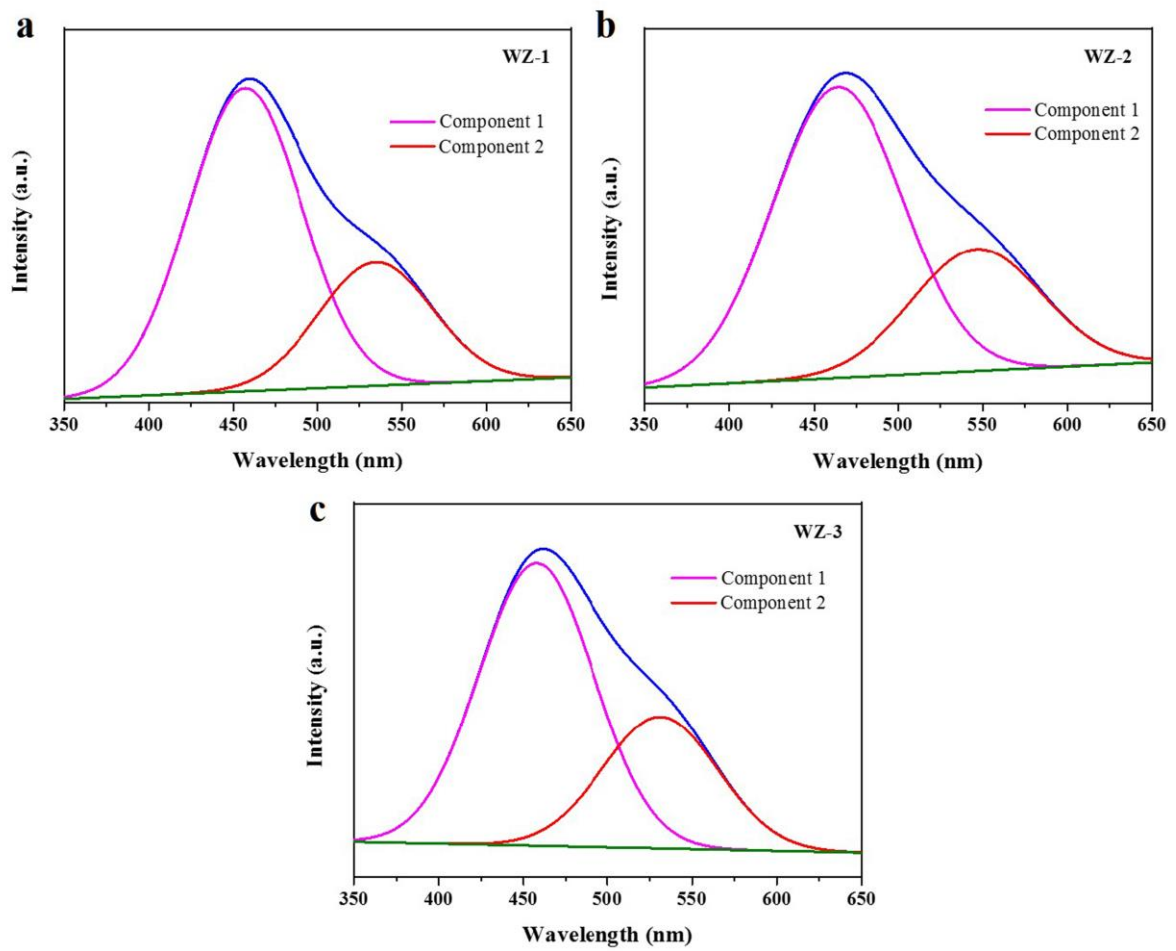 a
WZ-1
Component 1
Component 2
Intensity (a.u.)
350 400 450 500 550 600 650
Wavelength (nm)
b
WZ-2
Component 1
Component 2
Intensity (a.u.)
350 400 450 500 550 600 650
Wavelength (nm)
c
WZ-3
Component 1
Component 2
Intensity (a.u.)
350 400 450 500 550 600 650
Wavelength (nm)